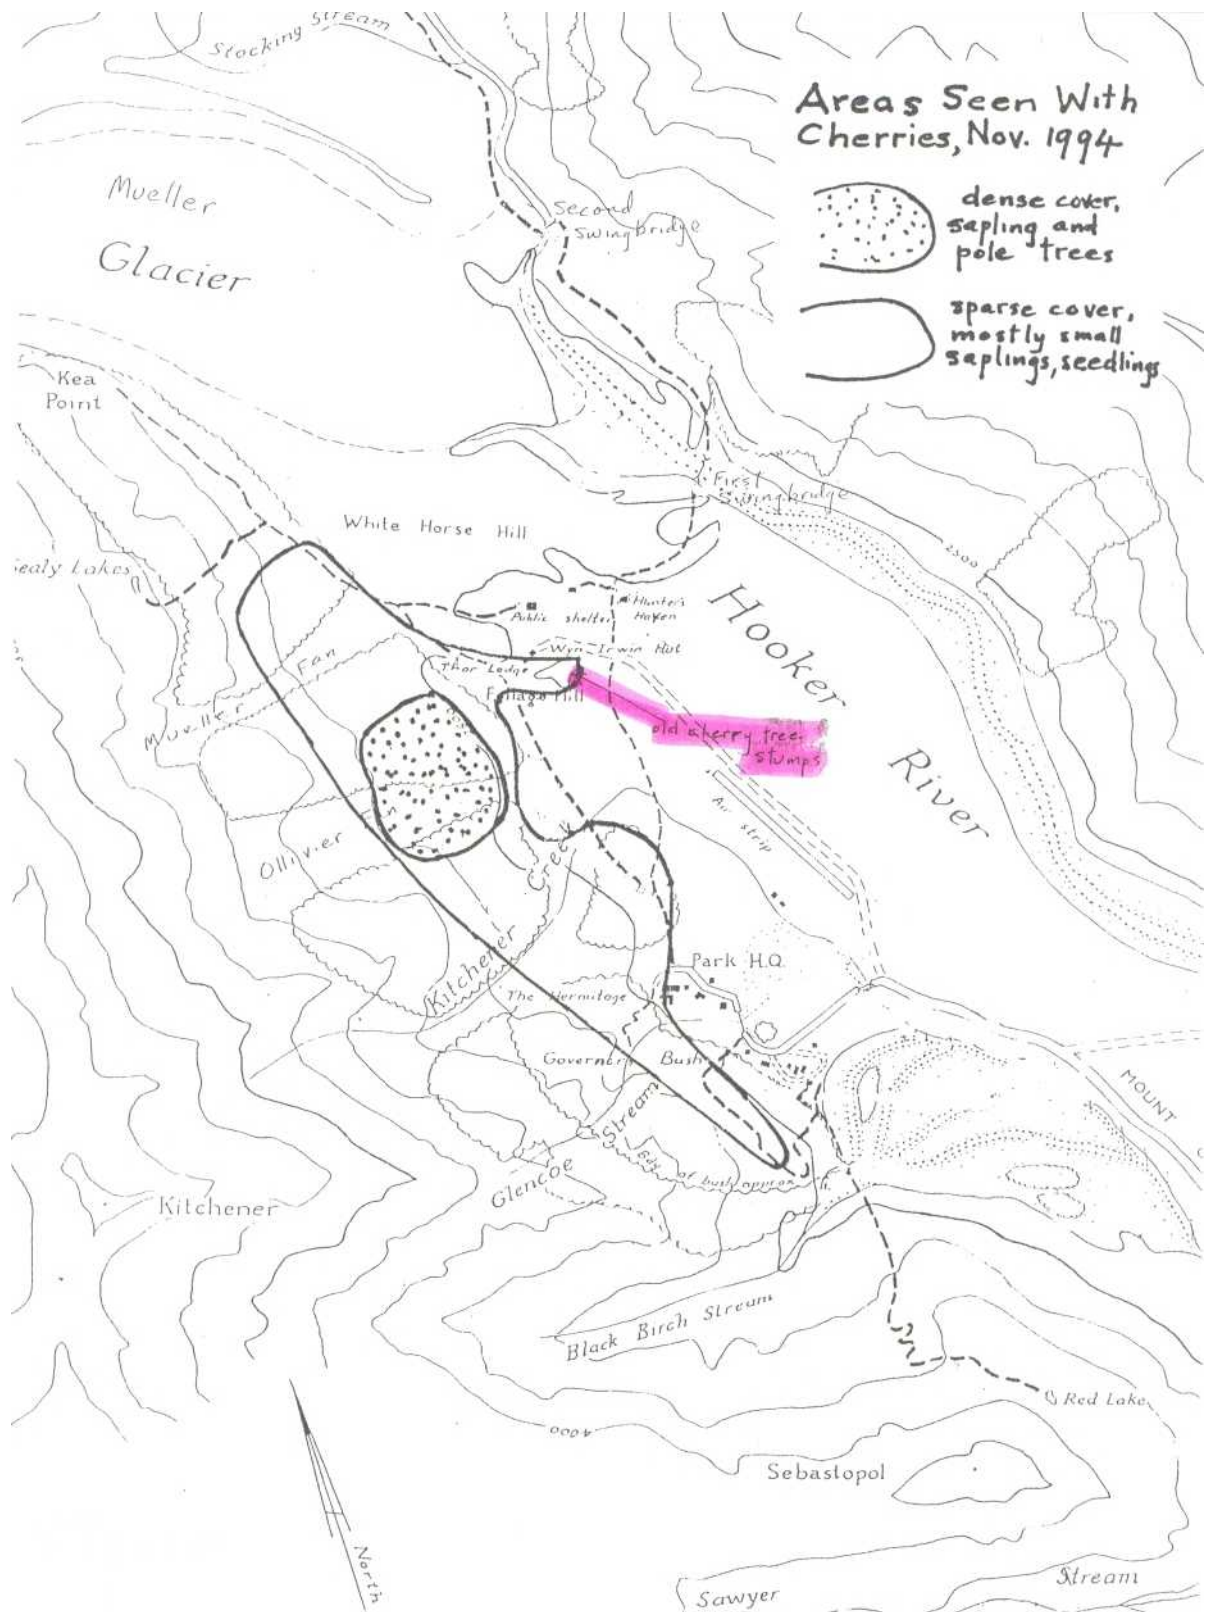 Stocking Stream
Areas Seen With
Cherries, Nov. 1994
dense cover,
sapling and
pole trees
sparse cover,
mostly small
saplings, seedlings
Mueller
Glacier
Second
Swingbridge
Kea
Point
First
Swingbridge
White Horse Hill
2500
Sealy Lakes
Hunter's
Haven
Public shelter
Hooker
River
Wyn Irwin Hut
Thor Lodge
Foliage Hill
Mueller Fan
old cherry tree
stumps
Air strip
Ollivier
Kitchener Creek
Park H.Q.
The Hermitage
Governors Bush
MOUNT
Glencoe Stream
Bdy. of bush approx.
Kitchener
Black Birch Stream
Red Lake
4000
Sebastopol
North
Stream
Sawyer